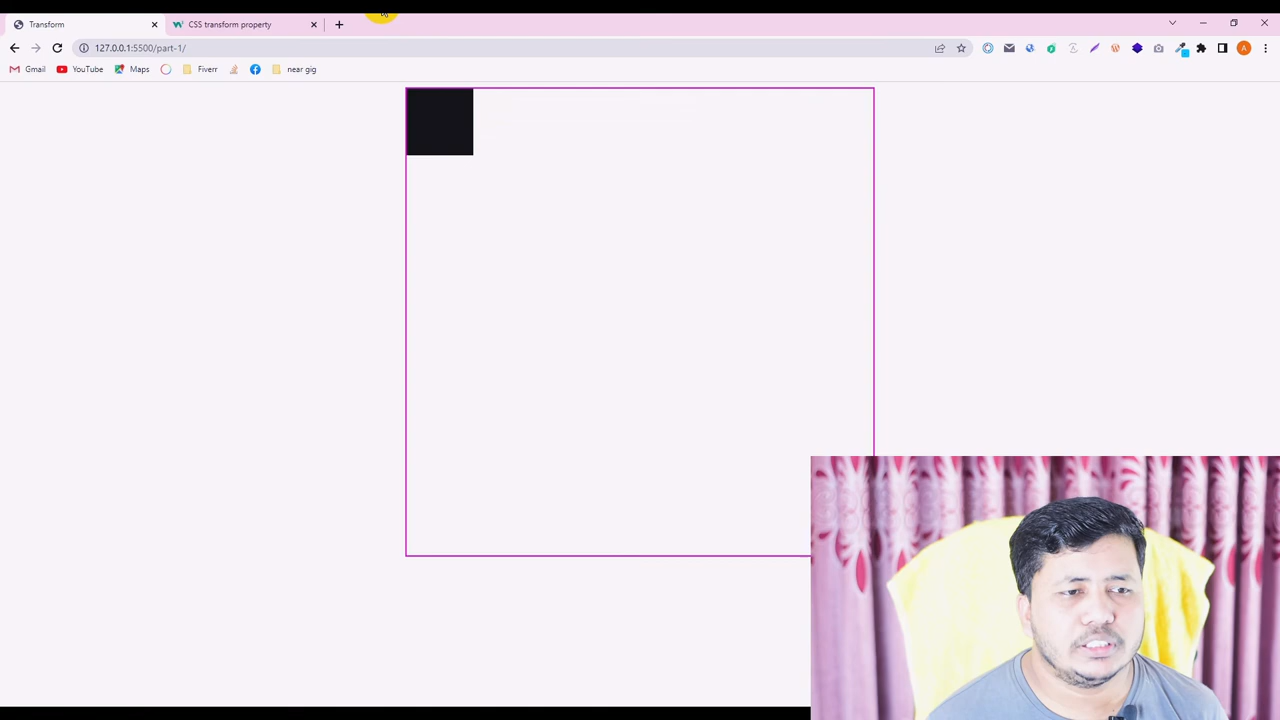 Transform
CSS transform property
127.0.0.1:5500/part-1/
Gmail
YouTube
Maps
Fiverr
near gig
A